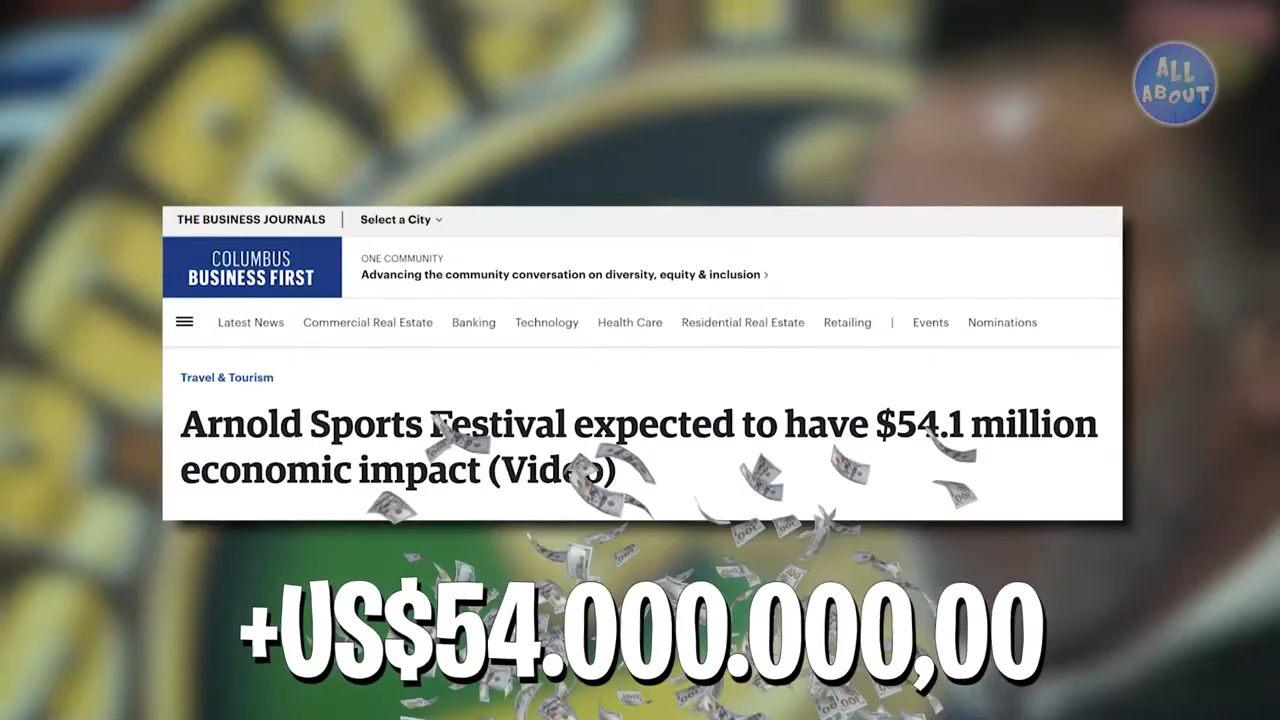 ALL
ABOUT
THE BUSINESS JOURNALS
Select a City
COLUMBUS
BUSINESS FIRST
ONE COMMUNITY
Advancing the community conversation on diversity, equity & inclusion
Latest News
Commercial Real Estate
Banking
Technology
Health Care
Residential Real Estate
Retailing
Events
Nominations
Travel & Tourism
Arnold Sports Festival expected to have $54.1 million
economic impact (Video)
+US$54.000.000,00